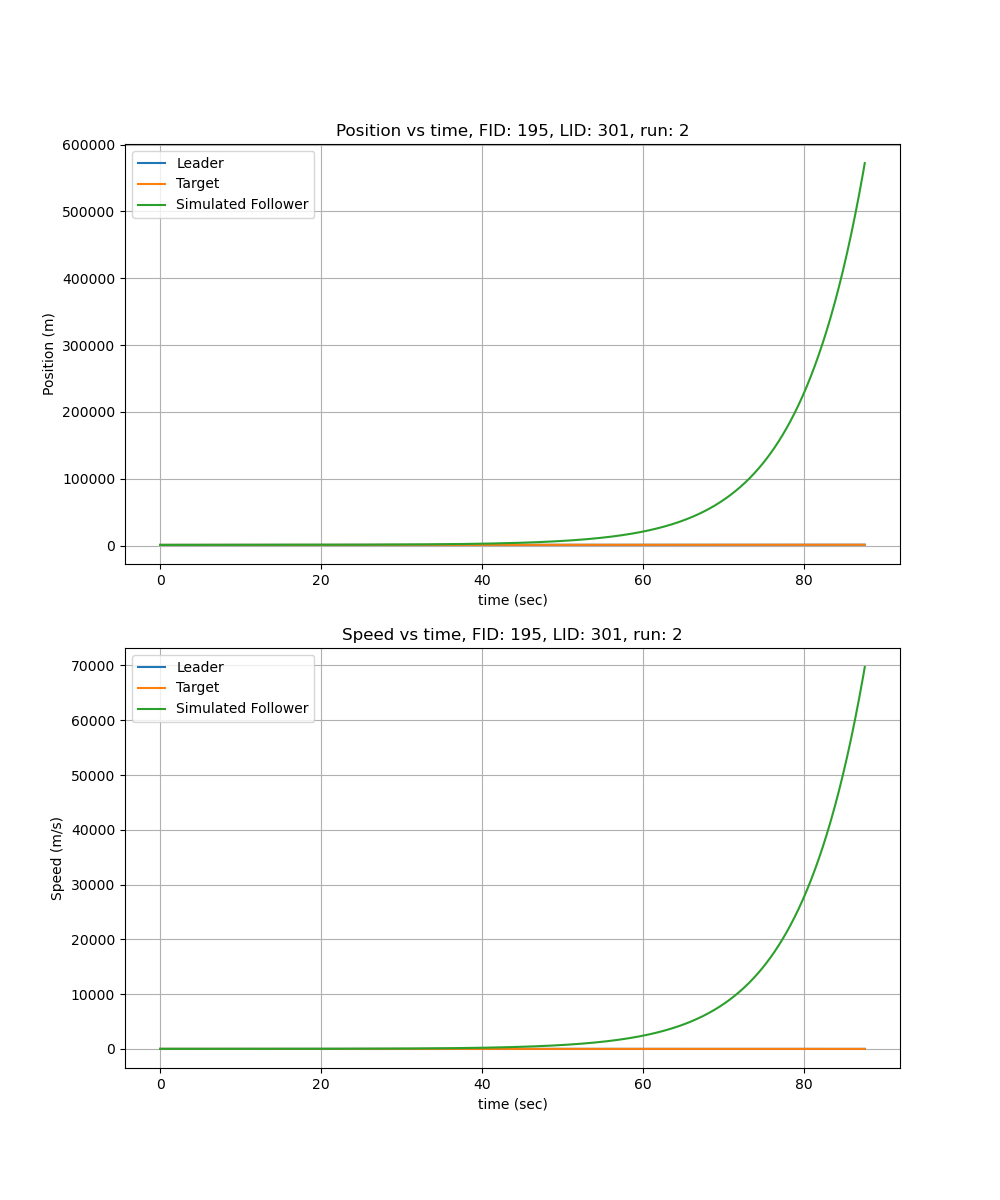 Position vs time, FID: 195, LID: 301, run: 2
Leader
Target
Simulated Follower
600000
500000
400000
300000
200000
100000
0
Position (m)
0 20 40 60 80
time (sec)
Speed vs time, FID: 195, LID: 301, run: 2
Leader
Target
Simulated Follower
70000
60000
50000
40000
30000
20000
10000
0
Speed (m/s)
0 20 40 60 80
time (sec)